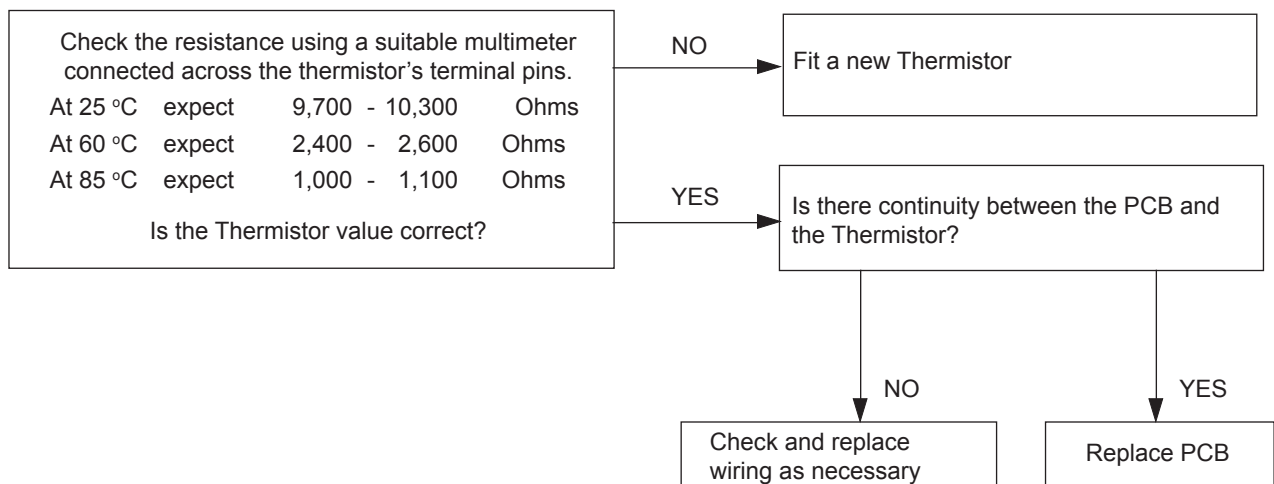 Check the resistance using a suitable multimeter
connected across the thermistor’s terminal pins.
At 25 °C expect 9,700 - 10,300 Ohms
At 60 °C expect 2,400 - 2,600 Ohms
At 85 °C expect 1,000 - 1,100 Ohms
Is the Thermistor value correct?
NO
Fit a new Thermistor
YES
Is there continuity between the PCB and
the Thermistor?
NO
Check and replace
wiring as necessary
YES
Replace PCB